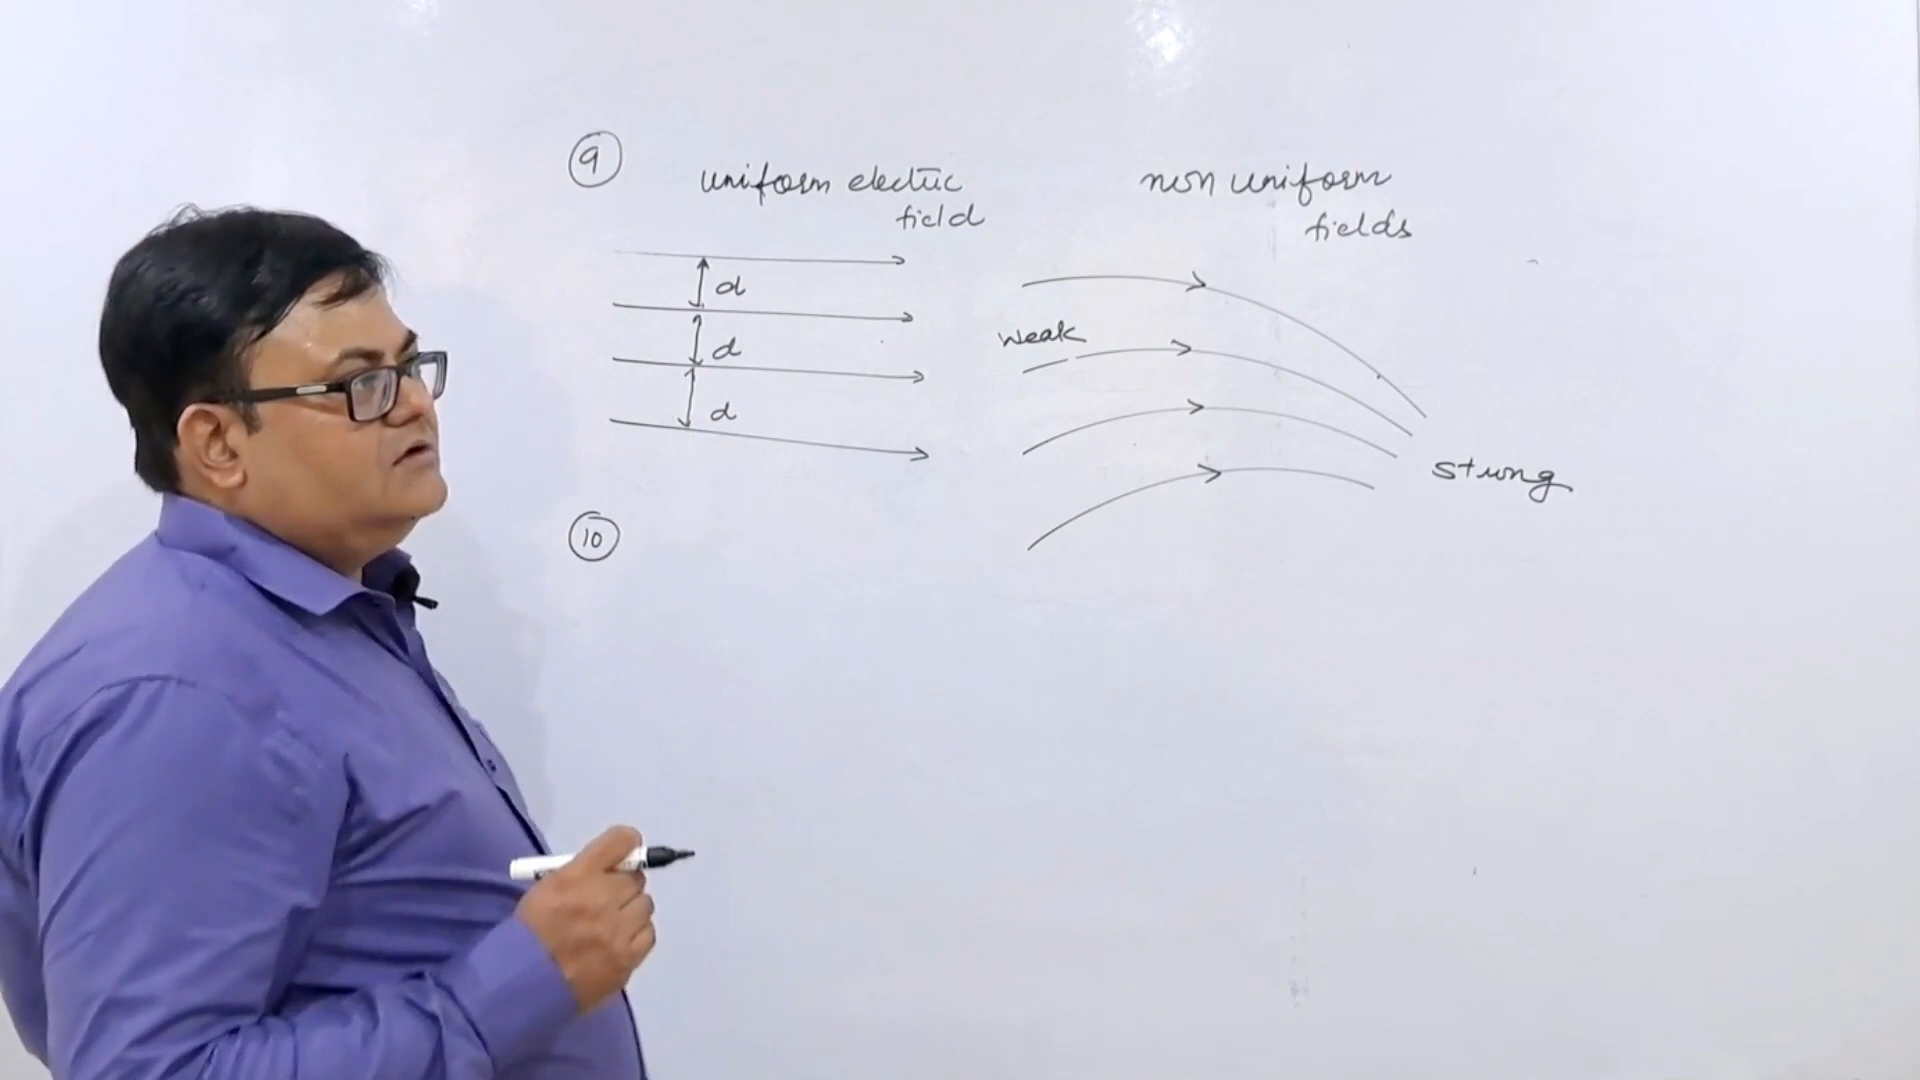 9
uniform electric
field
non uniform
fields
d
d
d
weak
strong
10